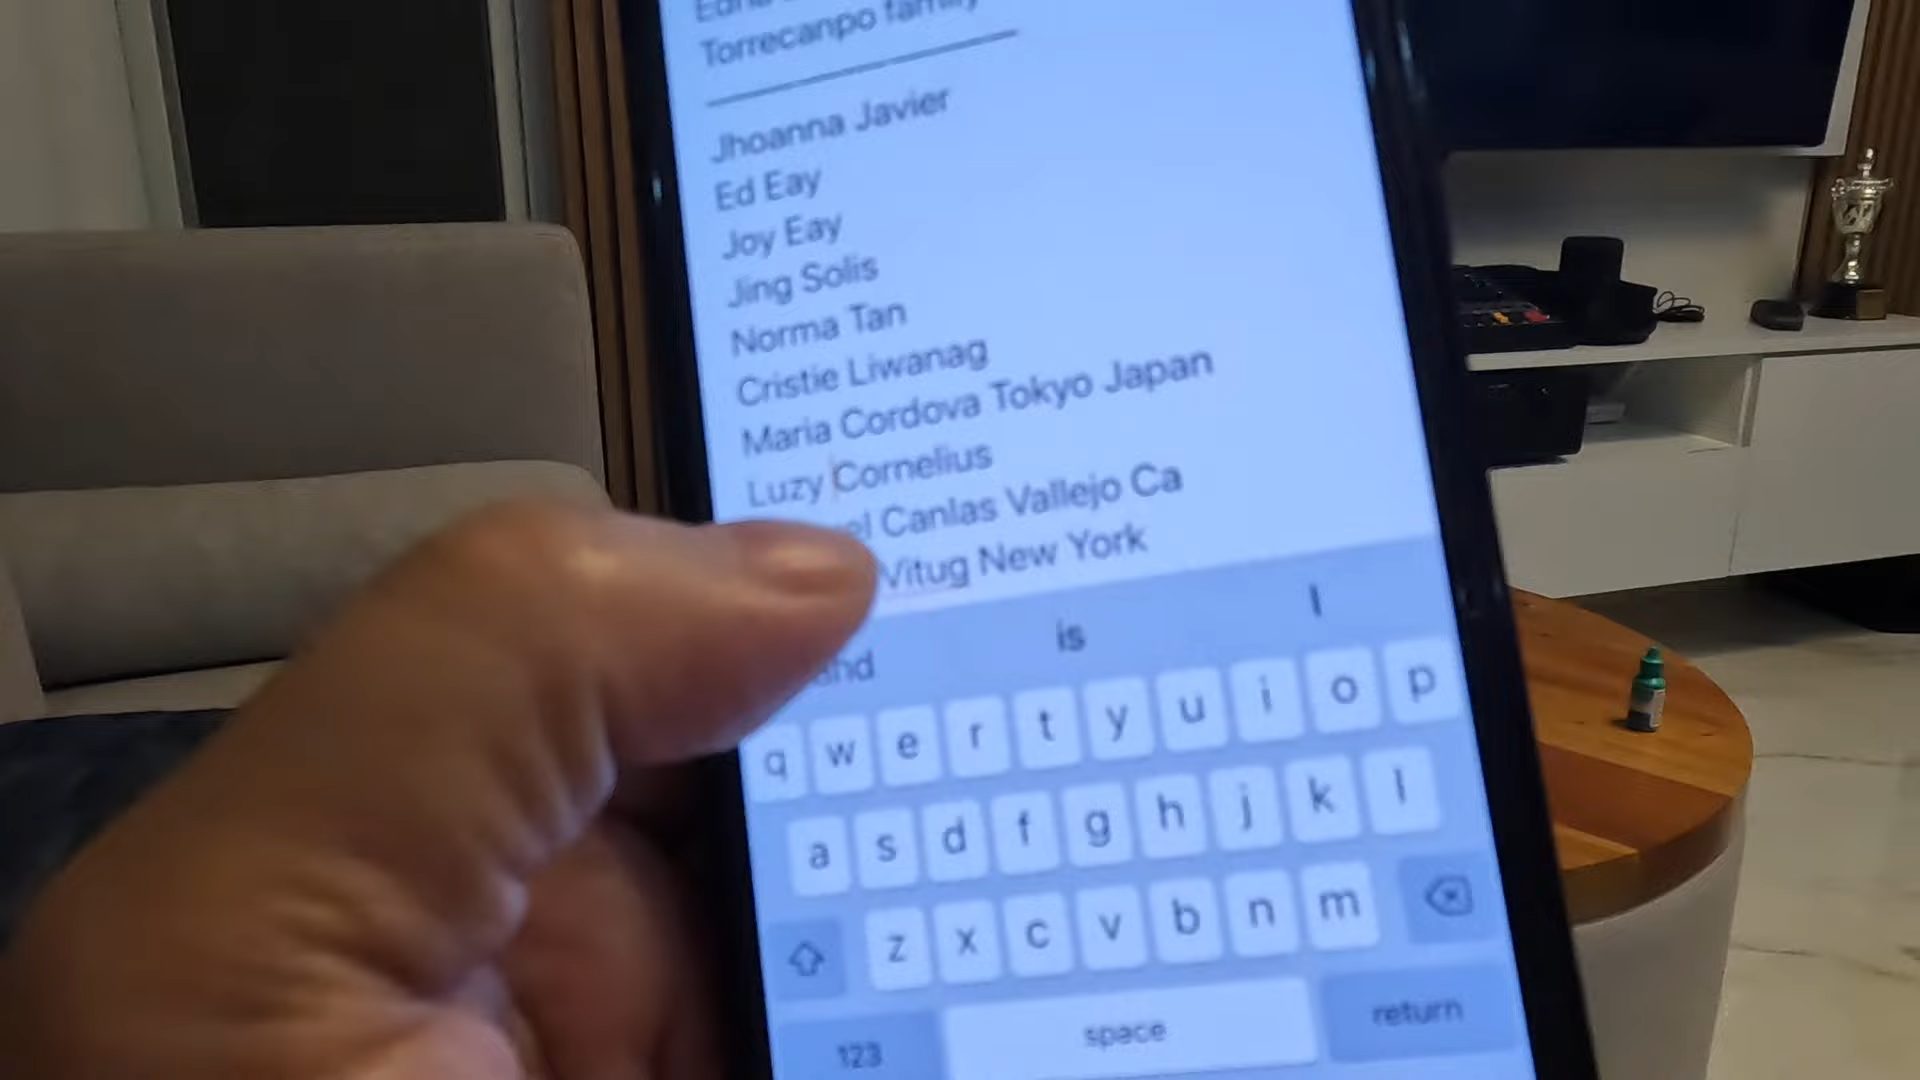 Torrecanpo family
Jhoanna Javier
Ed Eay
Joy Eay
Jing Solis
Norma Tan
Cristie Liwanag
Maria Cordova Tokyo Japan
Luzy Cornelius
Canlas Vallejo Ca
Vitug New York
is I
q w e r t y u i o p
a s d f g h j k l
z x c v b n m
123 space return